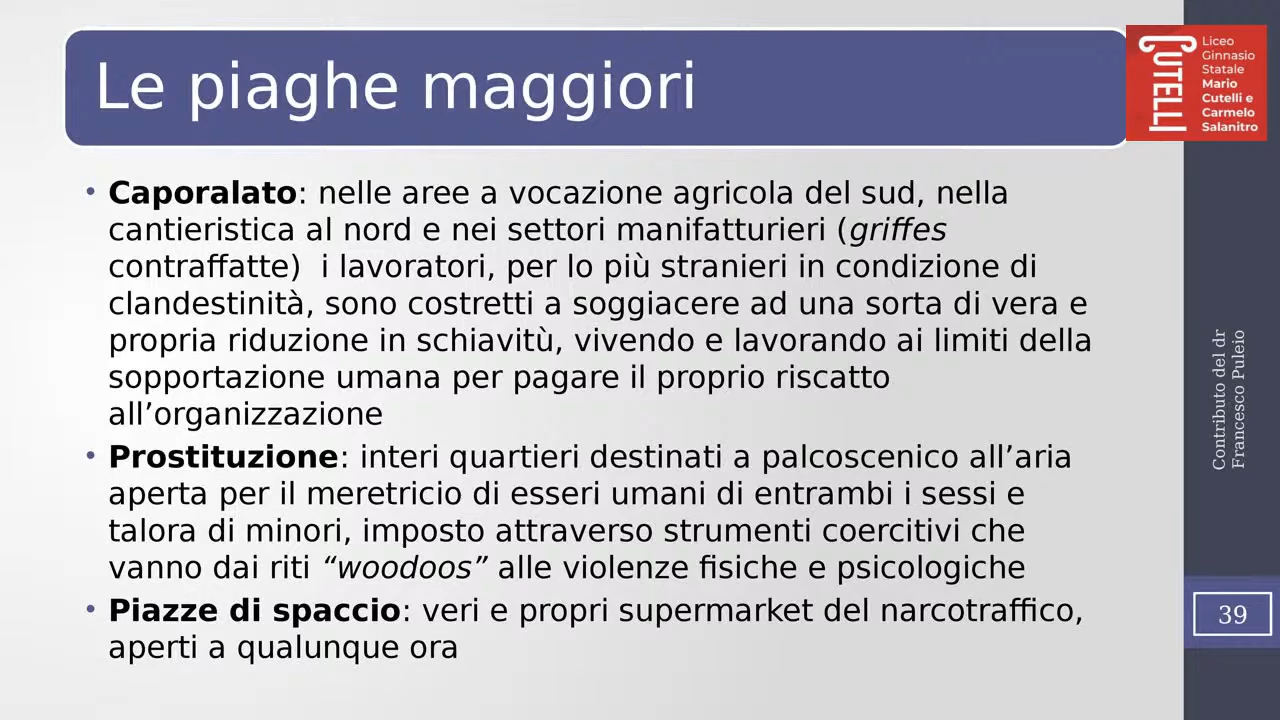 Le piaghe maggiori
CUTELLI
Liceo
Ginnasio
Statale
Mario
Cutelli e
Carmelo
Salanitro
• Caporalato: nelle aree a vocazione agricola del sud, nella
cantieristica al nord e nei settori manifatturieri (griffes
contraffatte)  i lavoratori, per lo più stranieri in condizione di
clandestinità, sono costretti a soggiacere ad una sorta di vera e
propria riduzione in schiavitù, vivendo e lavorando ai limiti della
sopportazione umana per pagare il proprio riscatto
all’organizzazione
• Prostituzione: interi quartieri destinati a palcoscenico all’aria
aperta per il meretricio di esseri umani di entrambi i sessi e
talora di minori, imposto attraverso strumenti coercitivi che
vanno dai riti “woodoos” alle violenze fisiche e psicologiche
• Piazze di spaccio: veri e propri supermarket del narcotraffico,
aperti a qualunque ora
Contributo del dr
Francesco Puleio
39